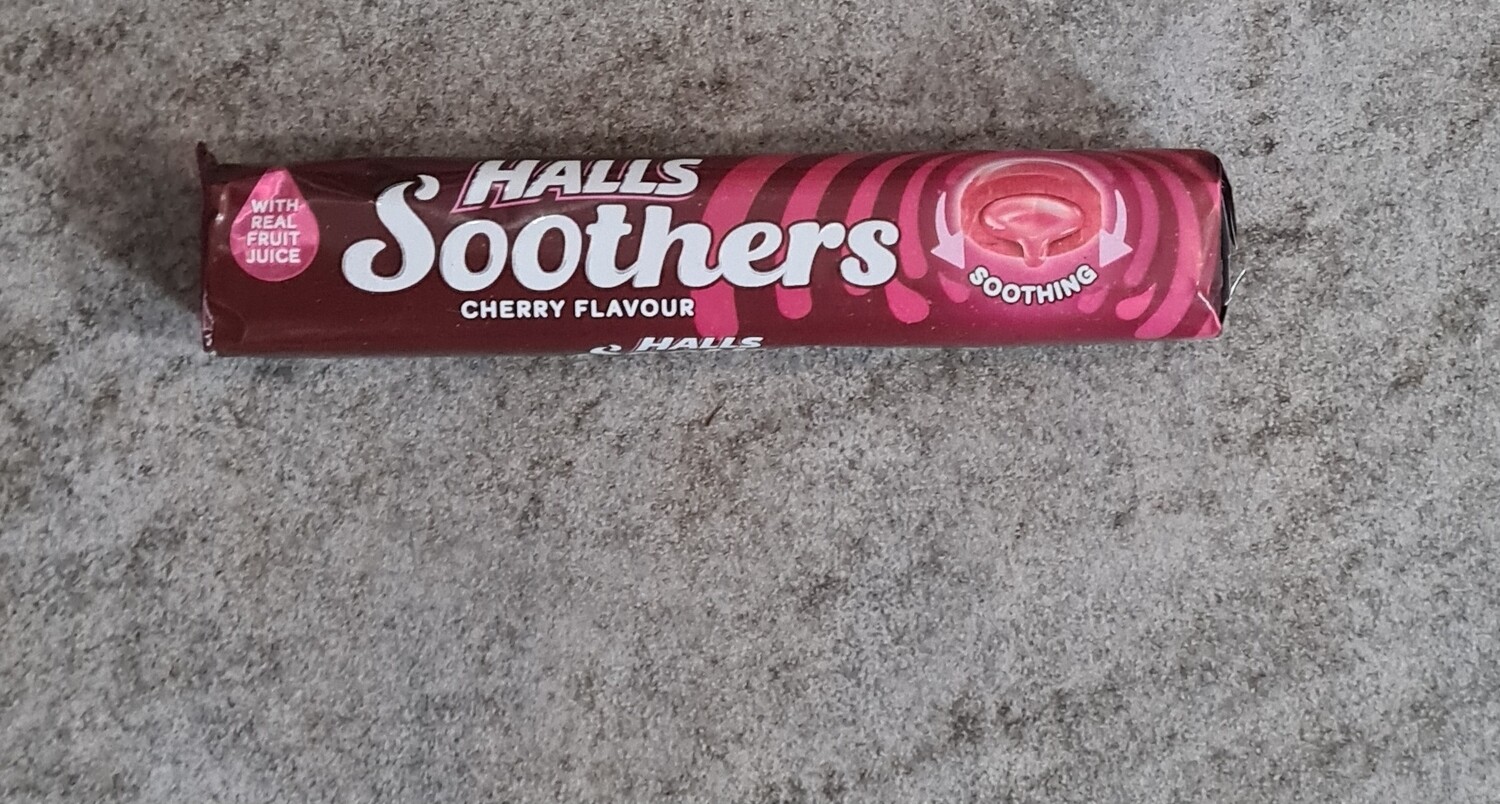 WITH
REAL
FRUIT
JUICE
HALLS
Soothers
CHERRY FLAVOUR
SOOTHING
HALLS